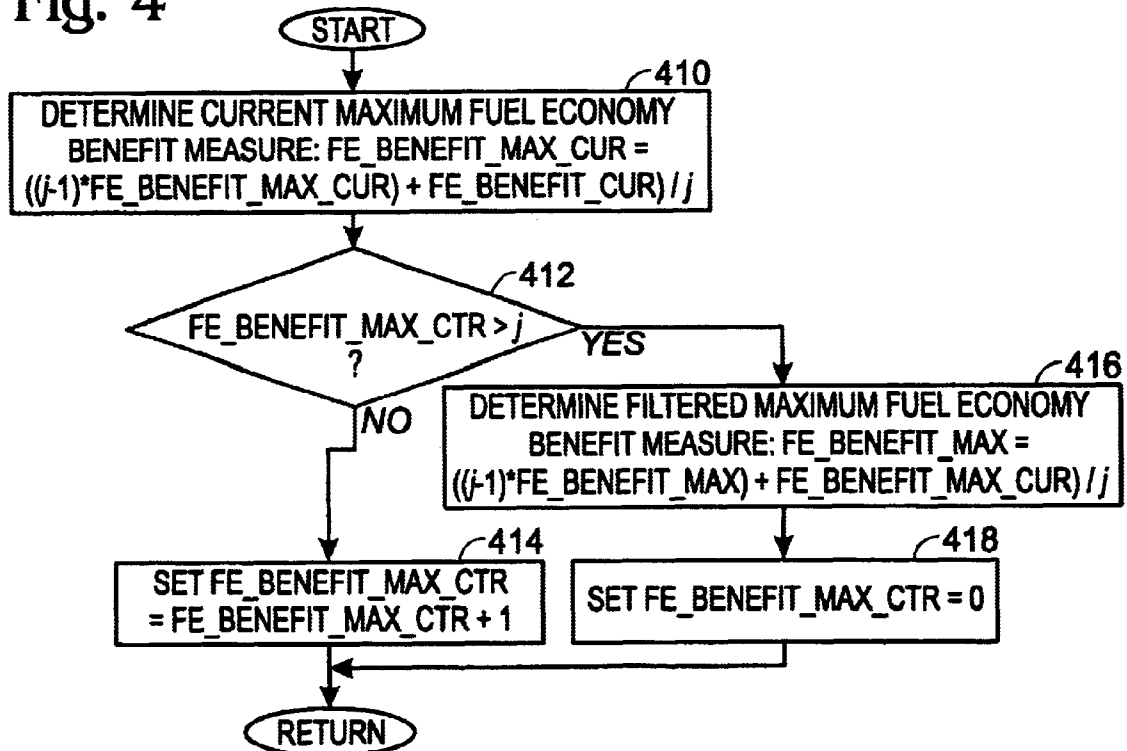 Fig. 4
START
410
DETERMINE CURRENT MAXIMUM FUEL ECONOMY
BENEFIT MEASURE: FE_BENEFIT_MAX_CUR =
((j-1)*FE_BENEFIT_MAX_CUR) + FE_BENEFIT_CUR) / j
412
FE_BENEFIT_MAX_CTR > j
?
YES
NO
416
DETERMINE FILTERED MAXIMUM FUEL ECONOMY
BENEFIT MEASURE: FE_BENEFIT_MAX =
((j-1)*FE_BENEFIT_MAX) + FE_BENEFIT_MAX_CUR) / j
414
SET FE_BENEFIT_MAX_CTR
= FE_BENEFIT_MAX_CTR + 1
418
SET FE_BENEFIT_MAX_CTR = 0
RETURN